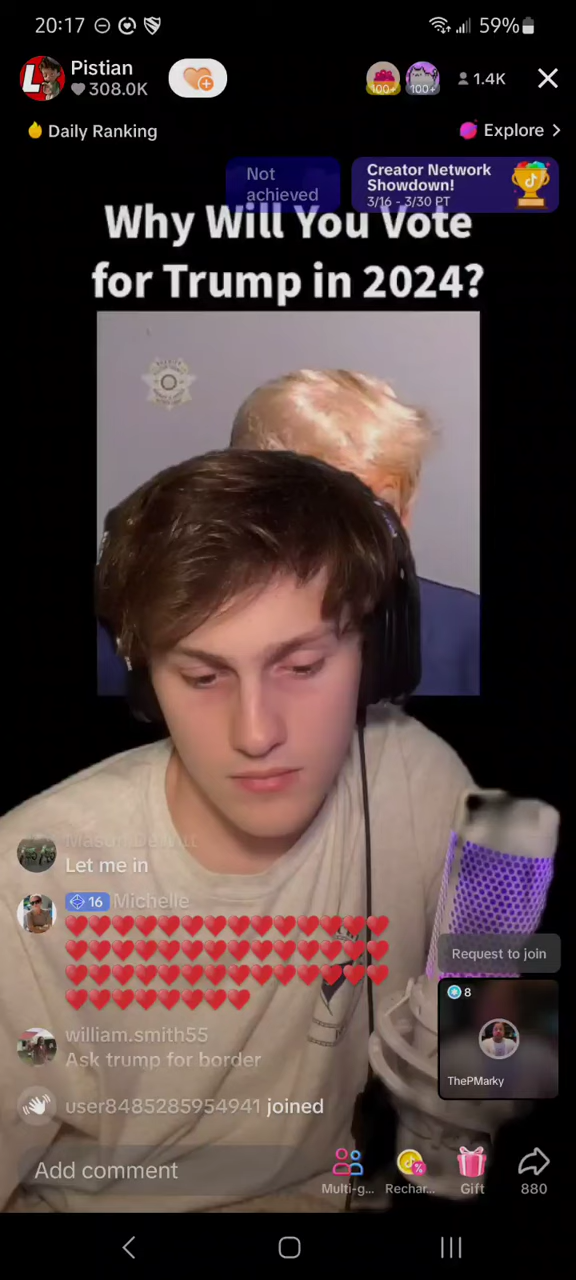 20:17
59%
Pistian
308.0K
100+
100+
1.4K
Daily Ranking
Explore
Not
achieved
Creator Network
Showdown!
3/16 - 3/30 PT
Why Will You Vote
for Trump in 2024?
Let me in
16 Michelle
william.smith55
Ask trump for border
user8485285954941 joined
Request to join
8
ThePMarky
Add comment
Multi-g...
Rechar...
Gift
880